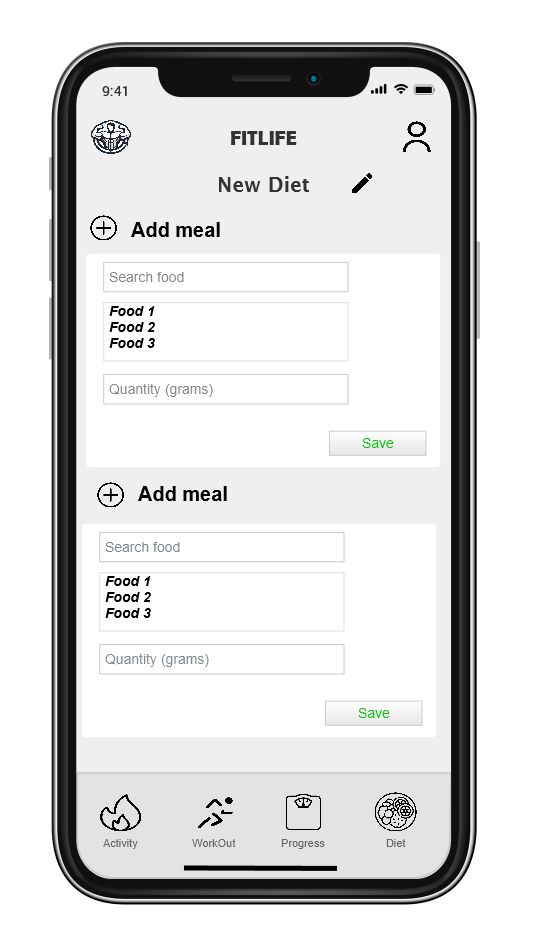 9:41
FITLIFE
New Diet
Add meal
Search food
Food 1
Food 2
Food 3
Quantity (grams)
Save
Add meal
Search food
Food 1
Food 2
Food 3
Quantity (grams)
Save
Activity
WorkOut
Progress
Diet